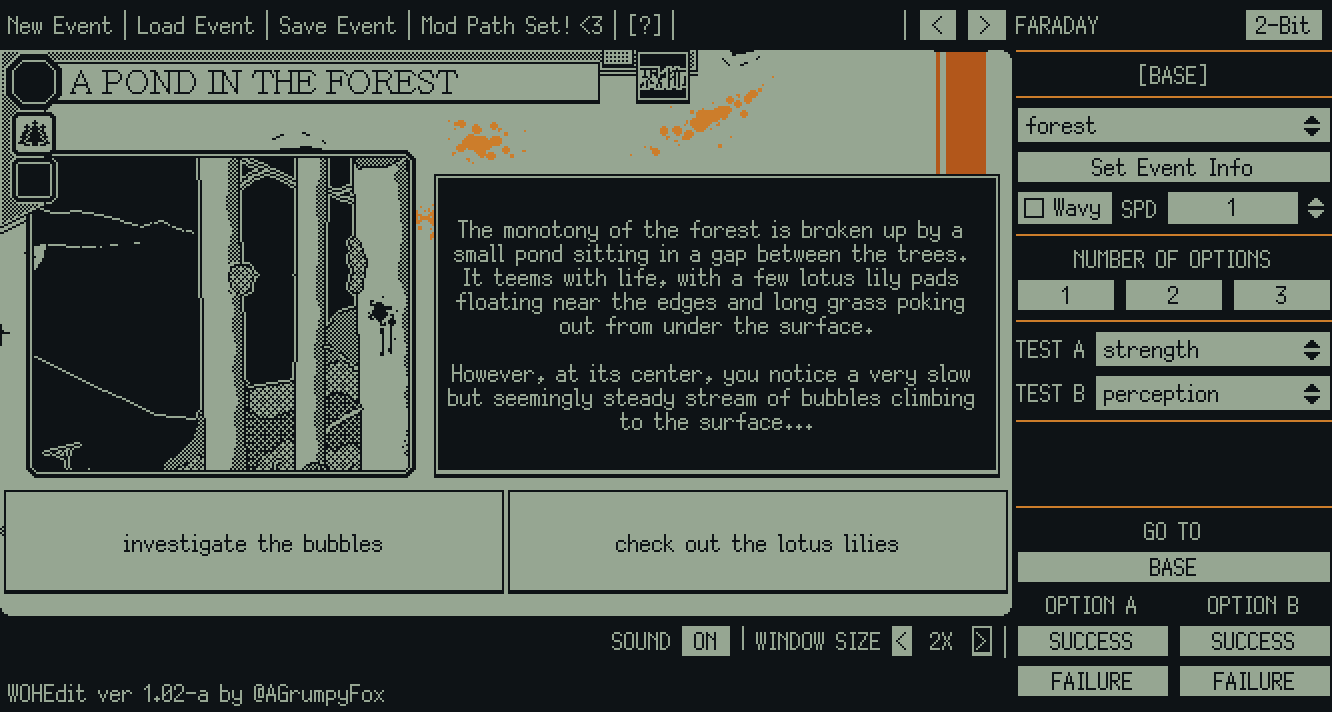 New Event | Load Event | Save Event | Mod Path Set! <3 | [?] |
| < > FARADAY 2-Bit
A POND IN THE FOREST
[BASE]
forest
Set Event Info
Wavy SPD 1
NUMBER OF OPTIONS
1 2 3
TEST A strength
TEST B perception
The monotony of the forest is broken up by a
small pond sitting in a gap between the trees.
It teems with life, with a few lotus lily pads
floating near the edges and long grass poking
out from under the surface.
However, at its center, you notice a very slow
but seemingly steady stream of bubbles climbing
to the surface...
investigate the bubbles
check out the lotus lilies
GO TO
BASE
OPTION A OPTION B
SUCCESS SUCCESS
FAILURE FAILURE
SOUND ON | WINDOW SIZE < 2X > |
WOHEdit ver 1.02-a by @AGrumpyFox